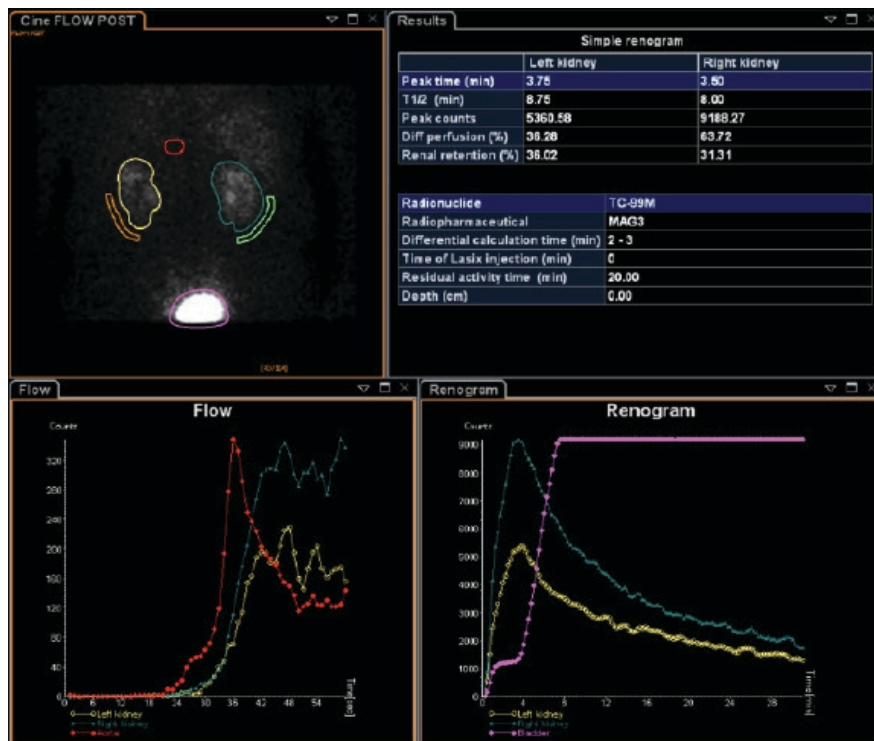 Cine FLOW POST
Results
Simple renogram
Left kidney Right kidney
Peak time (min) 3.75 3.50
T1/2 (min) 8.75 8.00
Peak counts 5360.58 9188.27
Diff perfusion (%) 36.28 63.72
Renal retention (%) 36.02 31.31
Radionuclide TC-99M
Radiopharmaceutical MAG3
Differential calculation time (min) 2 - 3
Time of Lasix injection (min) 0
Residual activity time (min) 20.00
Depth (cm) 0.00
Flow
Flow
Counts
320
280
240
200
160
120
80
40
0
0 6 12 18 24 30 36 42 48 54
Time[sec]
Left kidney
Right kidney
Aorta
Renogram
Renogram
Counts
9000
8000
7000
6000
5000
4000
3000
2000
1000
0
0 4 8 12 16 20 24 28
Time[min]
Left kidney
Right kidney
Bladder